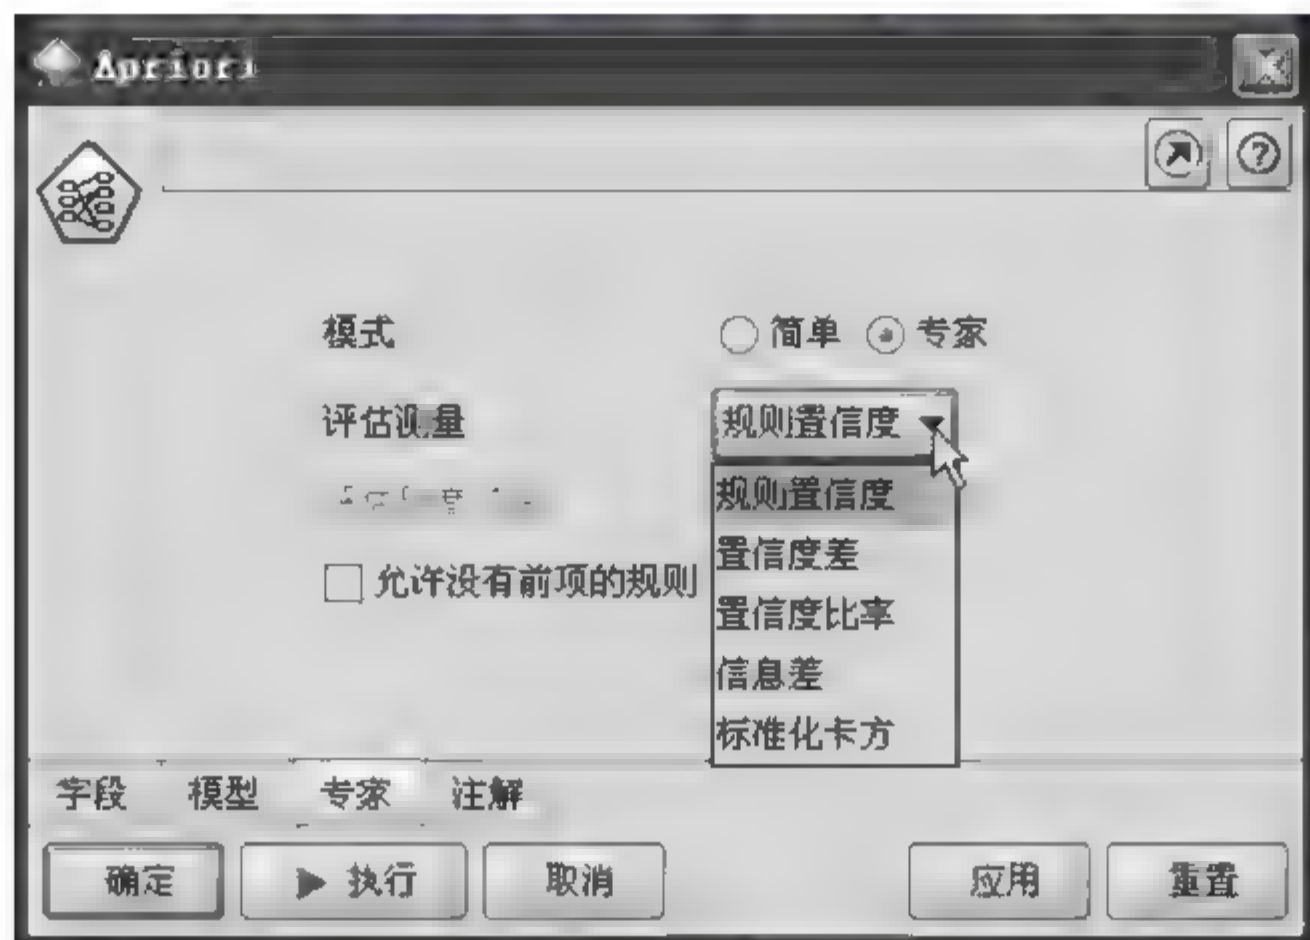 Apriori
模式 简单 专家
评估测量 规则置信度
规则置信度
置信度差
允许没有前项的规则
置信度比率
信息差
标准化卡方
字段 模型 专家 注解
确定 执行 取消 应用 重置